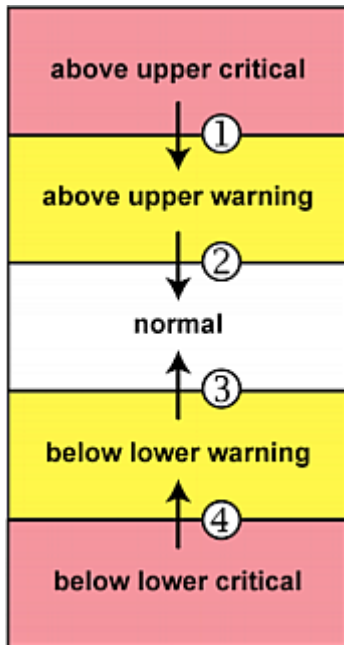 above upper critical
1
above upper warning
2
normal
3
below lower warning
4
below lower critical